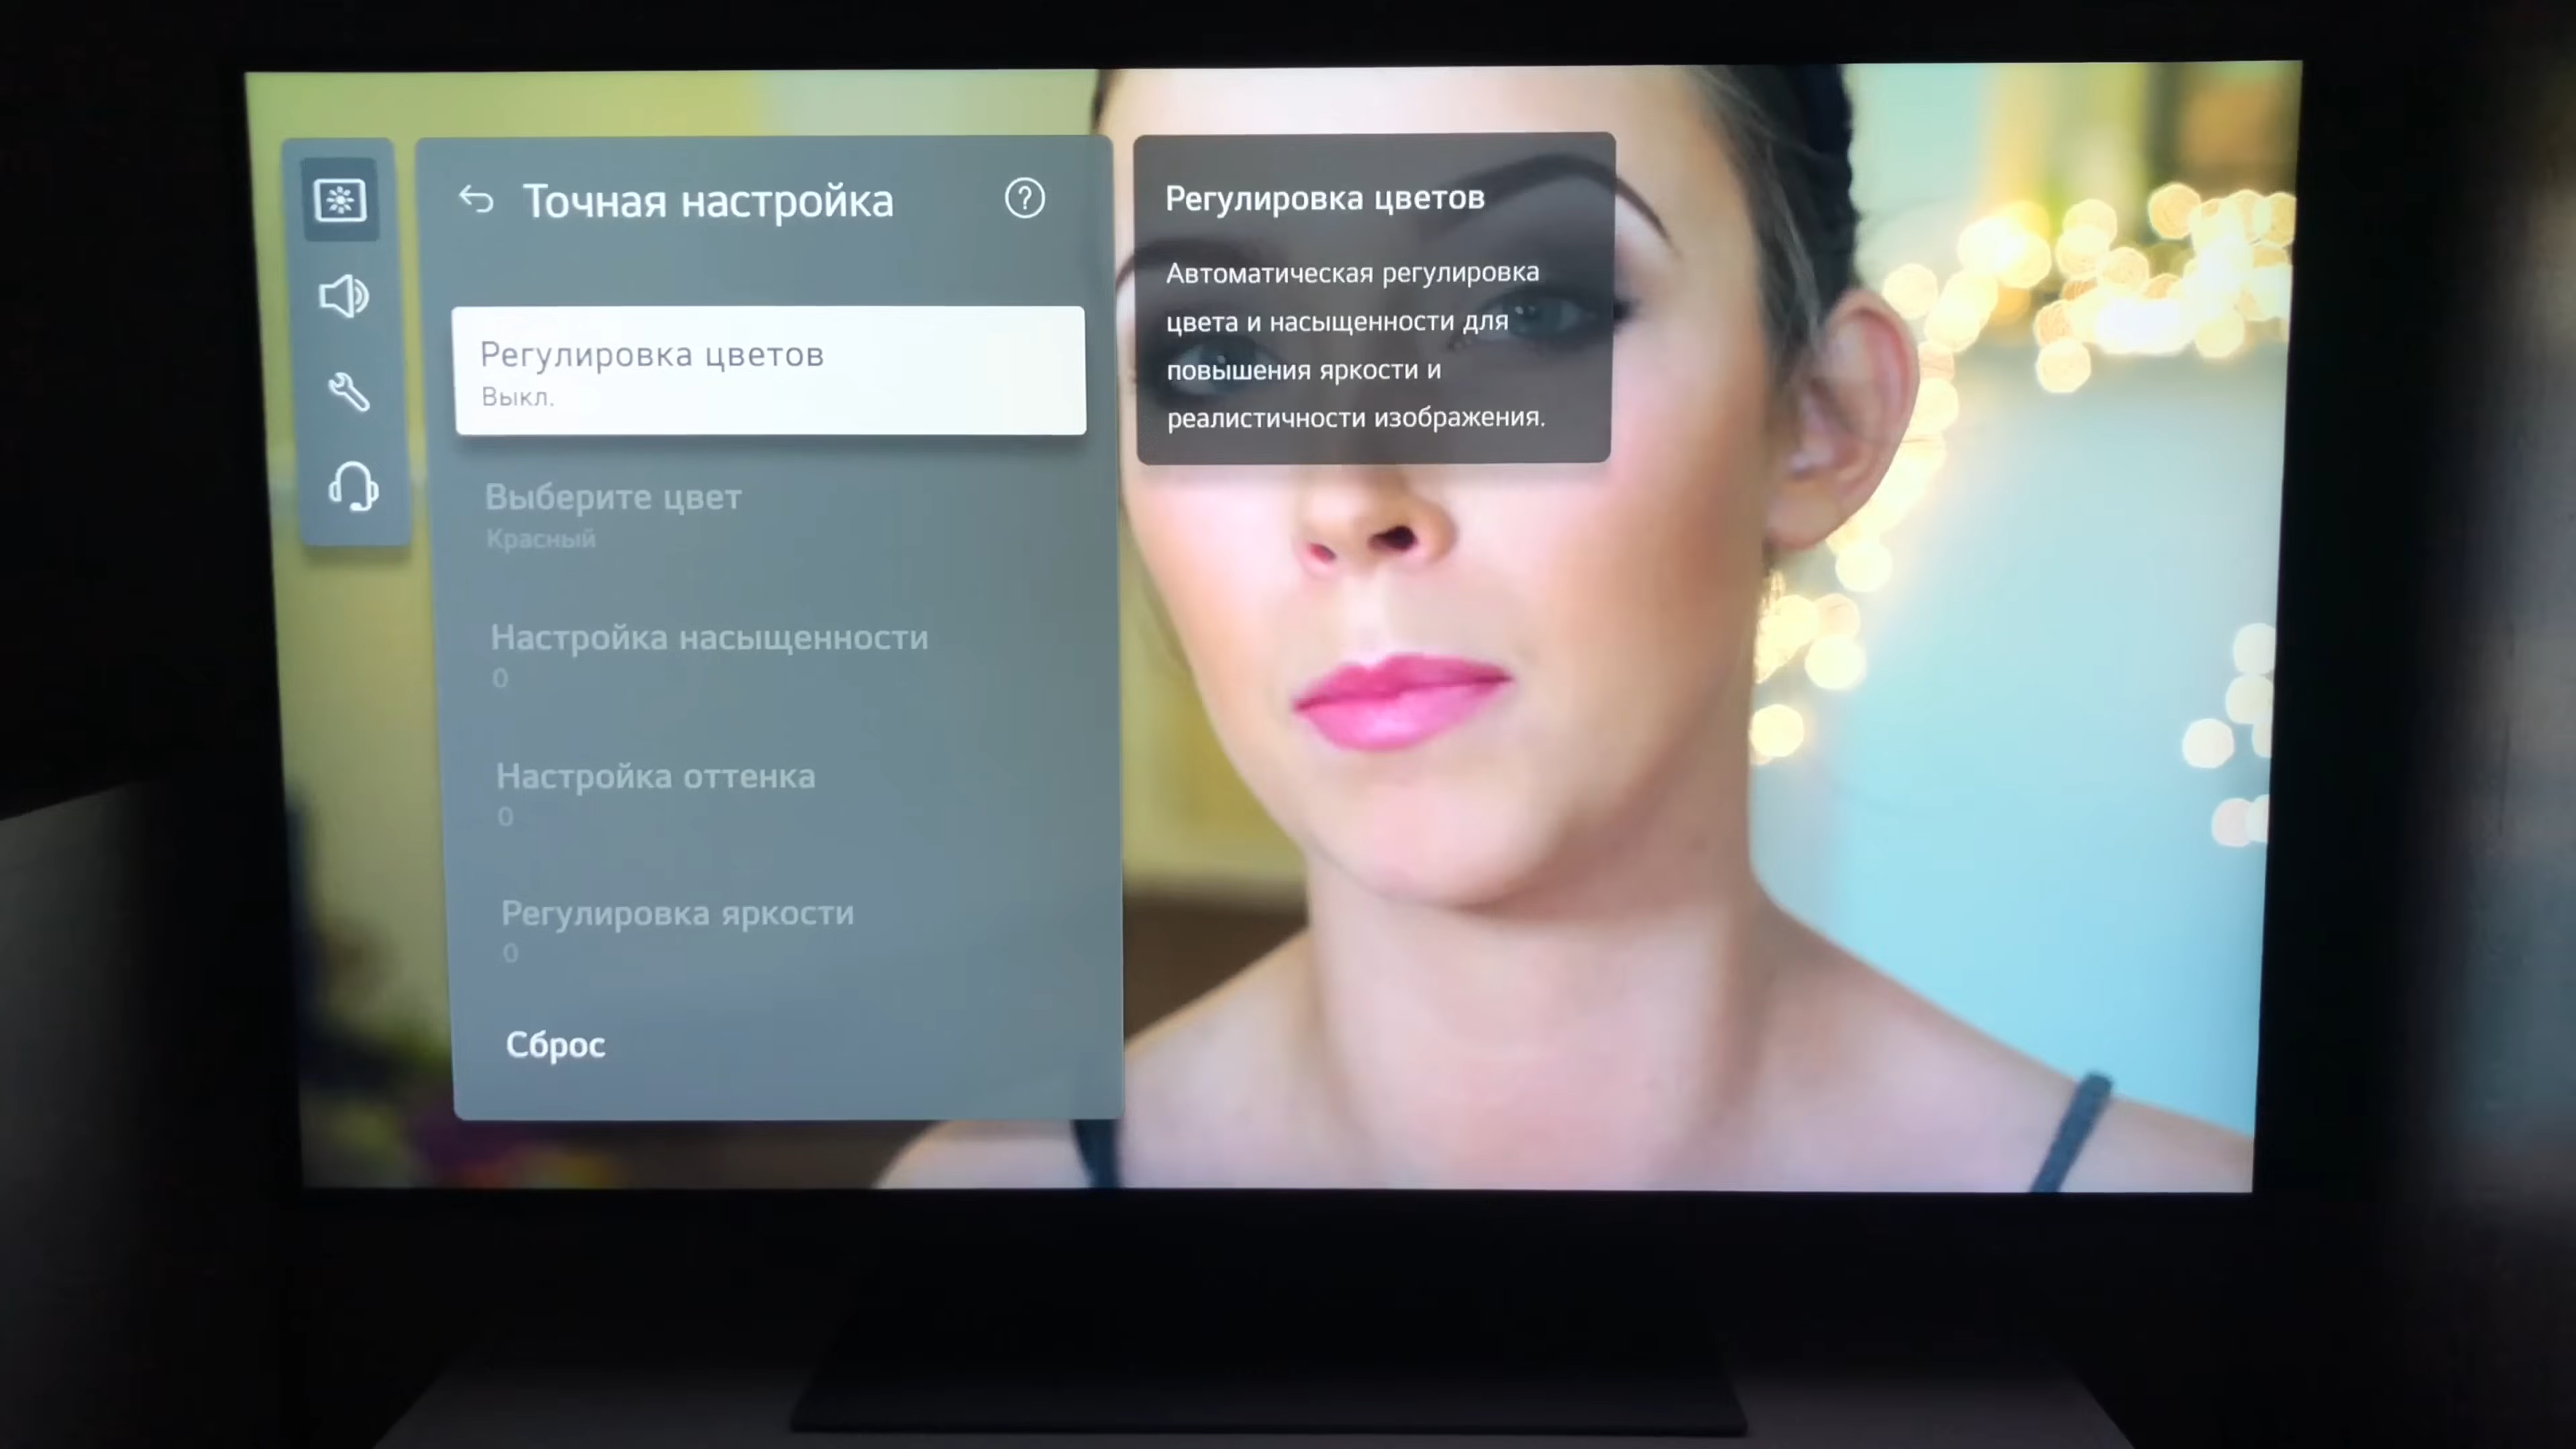 Точная настройка
?
Регулировка цветов
Выкл.
Выберите цвет
Красный
Настройка насыщенности
0
Настройка оттенка
0
Регулировка яркости
0
Сброс
Регулировка цветов
Автоматическая регулировка
цвета и насыщенности для
повышения яркости и
реалистичности изображения.